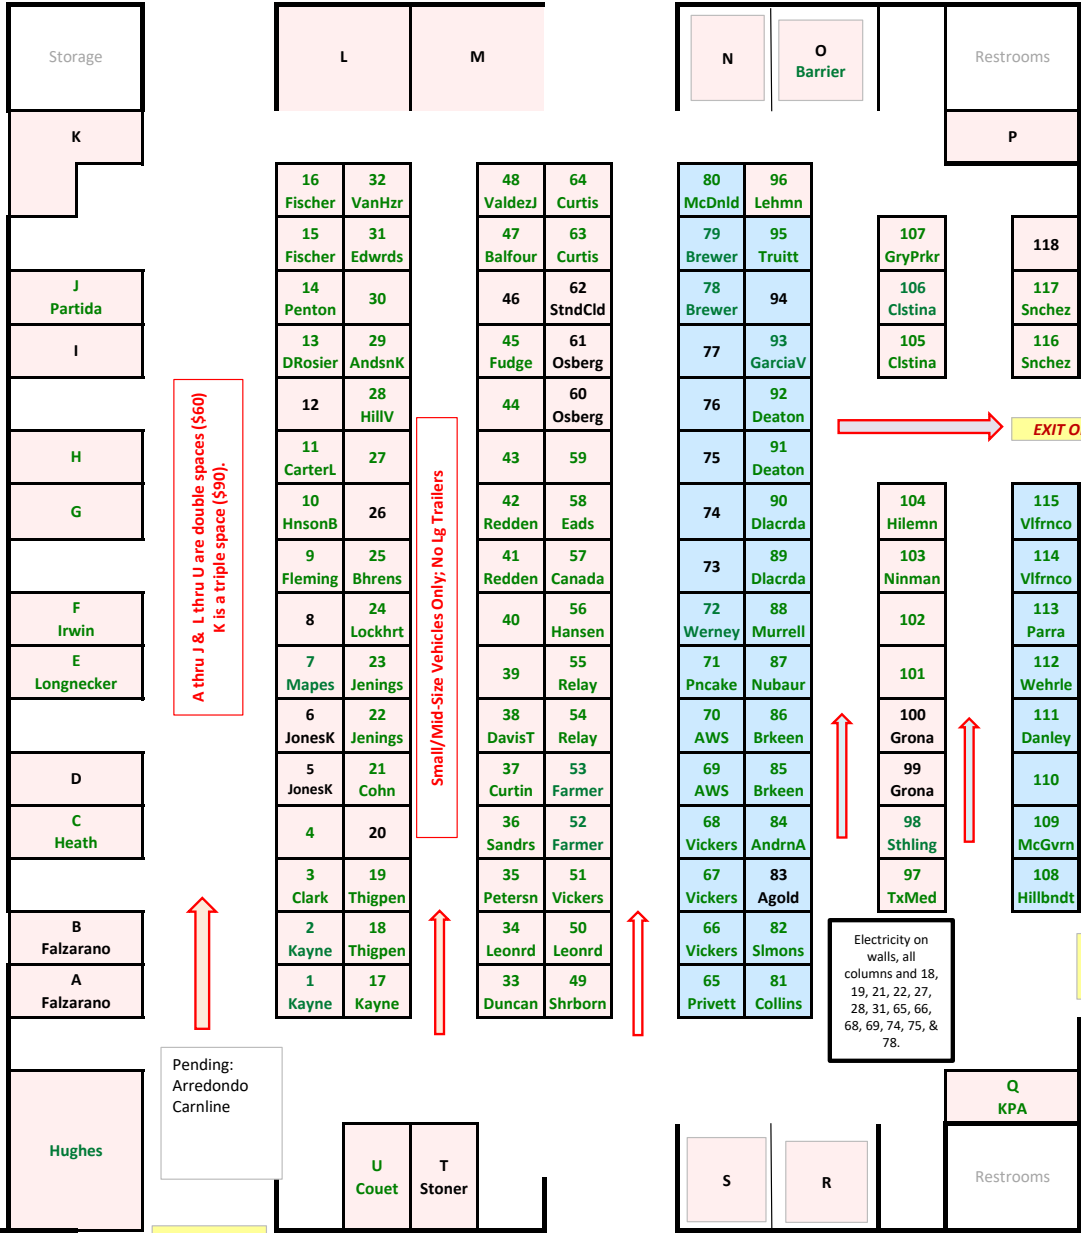 Storage
L
M
N
O
Barrier
Restrooms
K
P
16
Fischer
32
VanHzr
48
ValdezJ
64
Curtis
80
McDnld
96
Lehmn
15
Fischer
31
Edwrds
47
Balfour
63
Curtis
79
Brewer
95
Truitt
107
GryPrkr
118
J
Partida
14
Penton
30
46
62
StndCld
78
Brewer
94
106
Clstina
117
Snchez
I
13
DRosier
29
AndsnK
45
Fudge
61
Osberg
77
93
GarciaV
105
Clstina
116
Snchez
12
28
HillV
44
60
Osberg
76
92
Deaton
EXIT O
H
11
CarterL
27
43
59
75
91
Deaton
G
10
HnsonB
26
42
Redden
58
Eads
74
90
Dlacrda
104
Hilemn
115
Vlfrnco
9
Fleming
25
Bhrens
41
Redden
57
Canada
73
89
Dlacrda
103
Ninman
114
Vlfrnco
F
Irwin
8
24
Lockhrt
40
56
Hansen
72
Werney
88
Murrell
102
113
Parra
E
Longnecker
7
Mapes
23
Jenings
39
55
Relay
71
Pncake
87
Nubaur
101
112
Wehrle
6
JonesK
22
Jenings
38
DavisT
54
Relay
70
AWS
86
Brkeen
100
Grona
111
Danley
D
5
JonesK
21
Cohn
37
Curtin
53
Farmer
69
AWS
85
Brkeen
99
Grona
110
C
Heath
4
20
36
Sandrs
52
Farmer
68
Vickers
84
AndrnA
98
Sthling
109
McGvrn
3
Clark
19
Thigpen
35
Petersn
51
Vickers
67
Vickers
83
Agold
97
TxMed
108
Hillbndt
B
Falzarano
2
Kayne
18
Thigpen
34
Leonrd
50
Leonrd
66
Vickers
82
Slmons
A
Falzarano
1
Kayne
17
Kayne
33
Duncan
49
Shrborn
65
Privett
81
Collins
A thru J & L thru U are double spaces ($60)
K is a triple space ($90).
Small/Mid-Size Vehicles Only; No Lg Trailers
Electricity on
walls, all
columns and 18,
19, 21, 22, 27,
28, 31, 65, 66,
68, 69, 74, 75, &
78.
Pending:
Arredondo
Carnline
Hughes
U
Couet
T
Stoner
S
R
Q
KPA
Restrooms